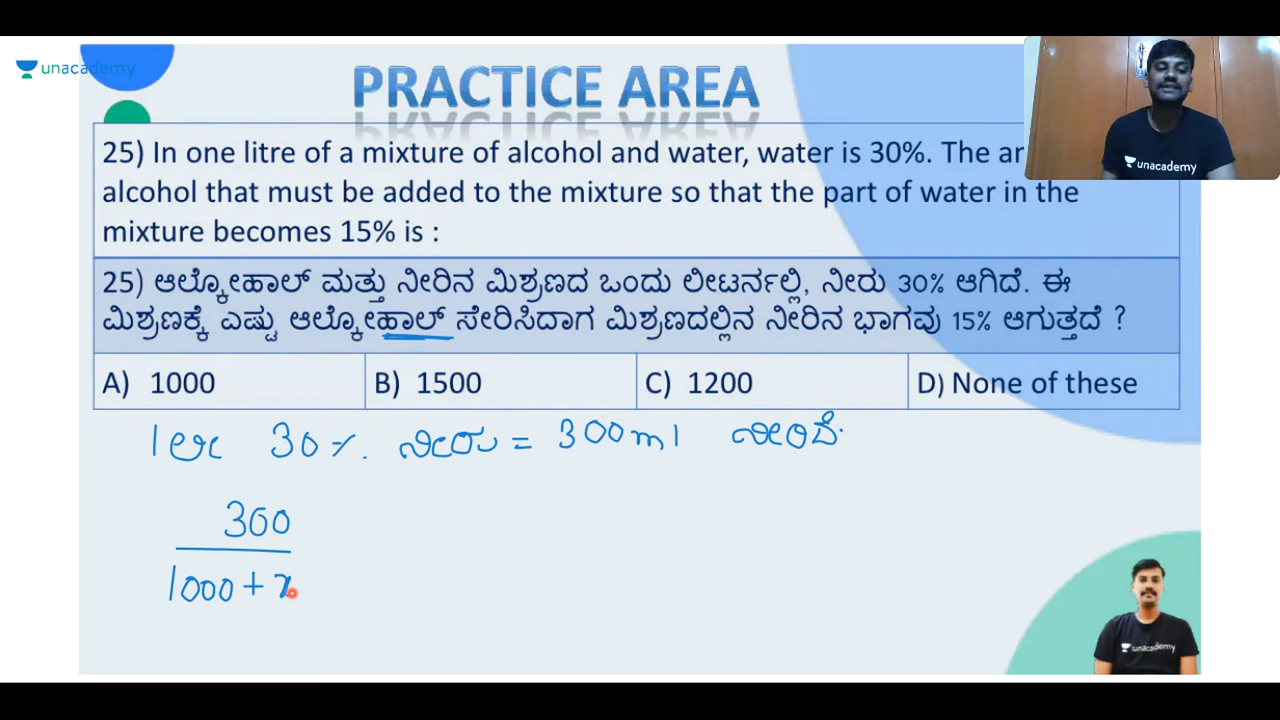 unacademy
PRACTICE AREA
25) In one litre of a mixture of alcohol and water, water is 30%. The
alcohol that must be added to the mixture so that the part of water in the
mixture becomes 15% is :
25) ಆಲ್ಕೋಹಾಲ್ ಮತ್ತು ನೀರಿನ ಮಿಶ್ರಣದ ಒಂದು ಲೀಟರ್ನಲ್ಲಿ, ನೀರು 30% ಆಗಿದೆ. ಈ
ಮಿಶ್ರಣಕ್ಕೆ ಎಷ್ಟು ಆಲ್ಕೋಹಾಲ್ ಸೇರಿಸಿದಾಗ ಮಿಶ್ರಣದಲ್ಲಿನ ನೀರಿನ ಭಾಗವು 15% ಆಗುತ್ತದೆ ?
A) 1000 B) 1500 C) 1200 D) None of these
1 ಲೀ 30%. ನೀರು = 300ml ನೀರಿದೆ.
300
1000 + x
unacademy
unacademy